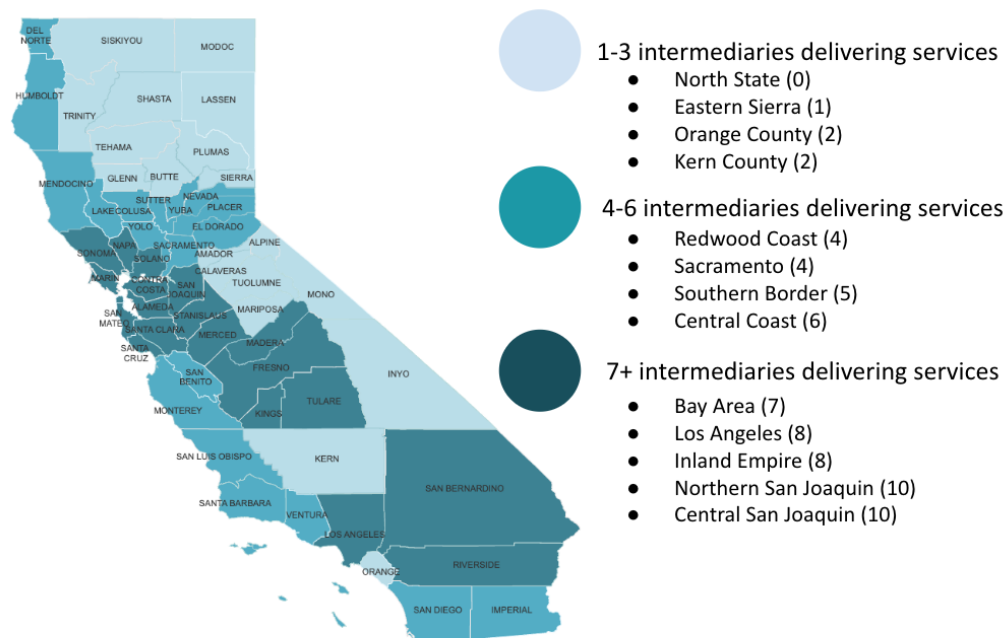 DEL
NORTE
SISKIYOU
MODOC
HUMBOLDT
TRINITY
SHASTA
LASSEN
TEHAMA
PLUMAS
GLENN
BUTTE
SIERRA
MENDOCINO
NEVADA
SUTTER
YUBA
PLACER
LAKE
COLUSA
YOLO
EL DORADO
NAPA
SONOMA
SACRAMENTO
ALPINE
SOLANO
AMADOR
MARIN
CALAVERAS
CONTRA
COSTA
SAN
JOAQUIN
TUOLUMNE
MONO
ALAMEDA
STANISLAUS
MARIPOSA
SAN
MATEO
SANTA CLARA
MERCED
MADERA
SANTA
CRUZ
FRESNO
SAN
BENITO
INYO
MONTEREY
KINGS
TULARE
SAN LUIS OBISPO
KERN
SAN BERNARDINO
SANTA BARBARA
VENTURA
LOS ANGELES
ORANGE
RIVERSIDE
SAN DIEGO
IMPERIAL
1-3 intermediaries delivering services
● North State (0)
● Eastern Sierra (1)
● Orange County (2)
● Kern County (2)
4-6 intermediaries delivering services
● Redwood Coast (4)
● Sacramento (4)
● Southern Border (5)
● Central Coast (6)
7+ intermediaries delivering services
● Bay Area (7)
● Los Angeles (8)
● Inland Empire (8)
● Northern San Joaquin (10)
● Central San Joaquin (10)